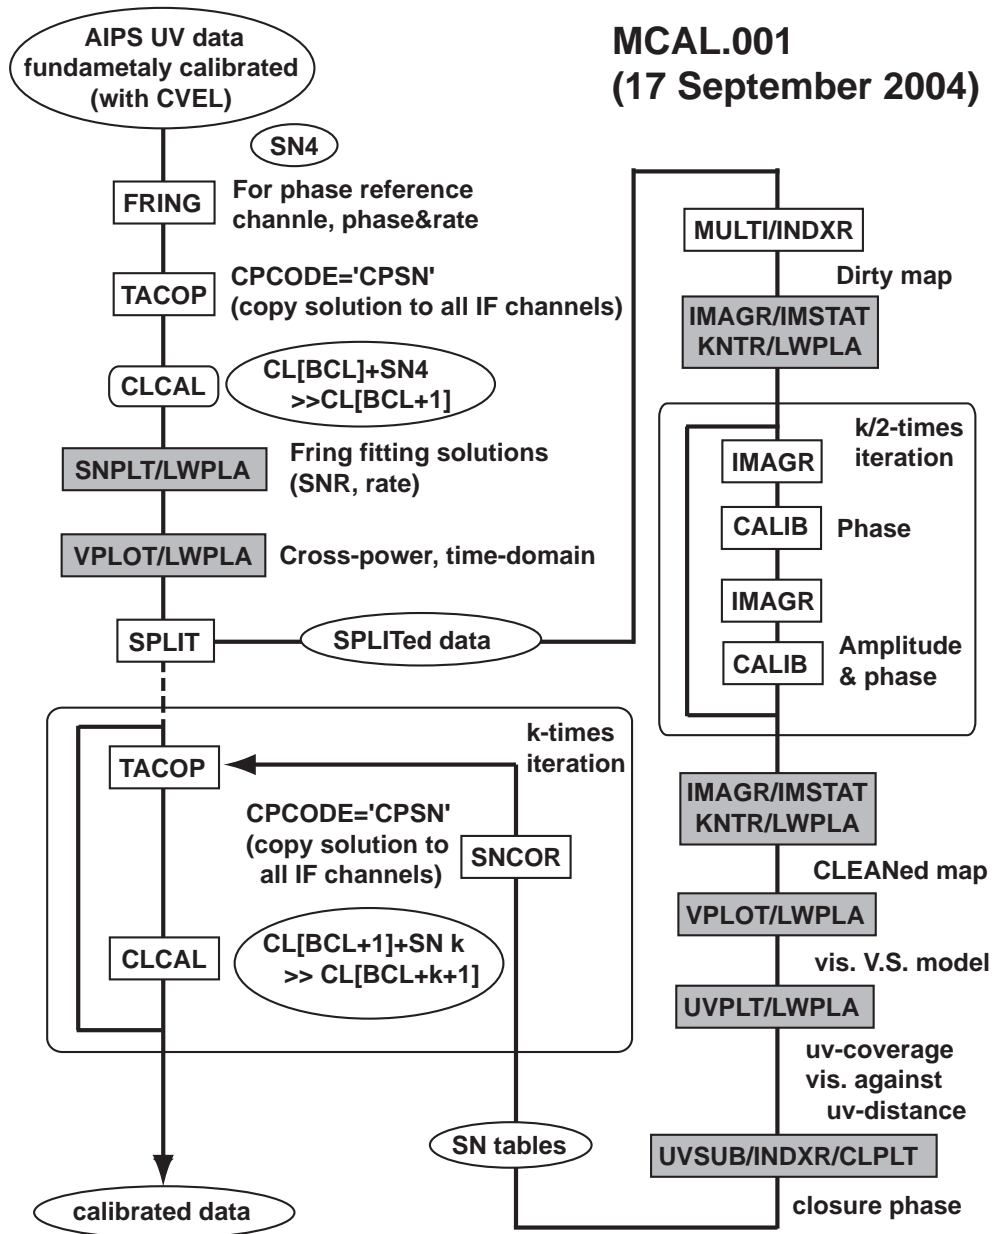 MCAL.001
(17 September 2004)
AIPS UV data
fundametaly calibrated
(with CVEL)
SN4
FRING
For phase reference
channle, phase&rate
TACOP
CPCODE='CPSN'
(copy solution to all IF channels)
CLCAL
CL[BCL]+SN4
>>CL[BCL+1]
SNPLT/LWPLA
Fring fitting solutions
(SNR, rate)
VPLOT/LWPLA
Cross-power, time-domain
SPLIT
SPLITed data
k-times
iteration
TACOP
CPCODE='CPSN'
(copy solution to
all IF channels)
SNCOR
CLCAL
CL[BCL+1]+SN k
>> CL[BCL+k+1]
SN tables
calibrated data
MULTI/INDXR
Dirty map
IMAGR/IMSTAT
KNTR/LWPLA
k/2-times
iteration
IMAGR
CALIB
Phase
IMAGR
CALIB
Amplitude
& phase
IMAGR/IMSTAT
KNTR/LWPLA
CLEANed map
VPLOT/LWPLA
vis. V.S. model
UVPLT/LWPLA
uv-coverage
vis. against
uv-distance
UVSUB/INDXR/CLPLT
closure phase